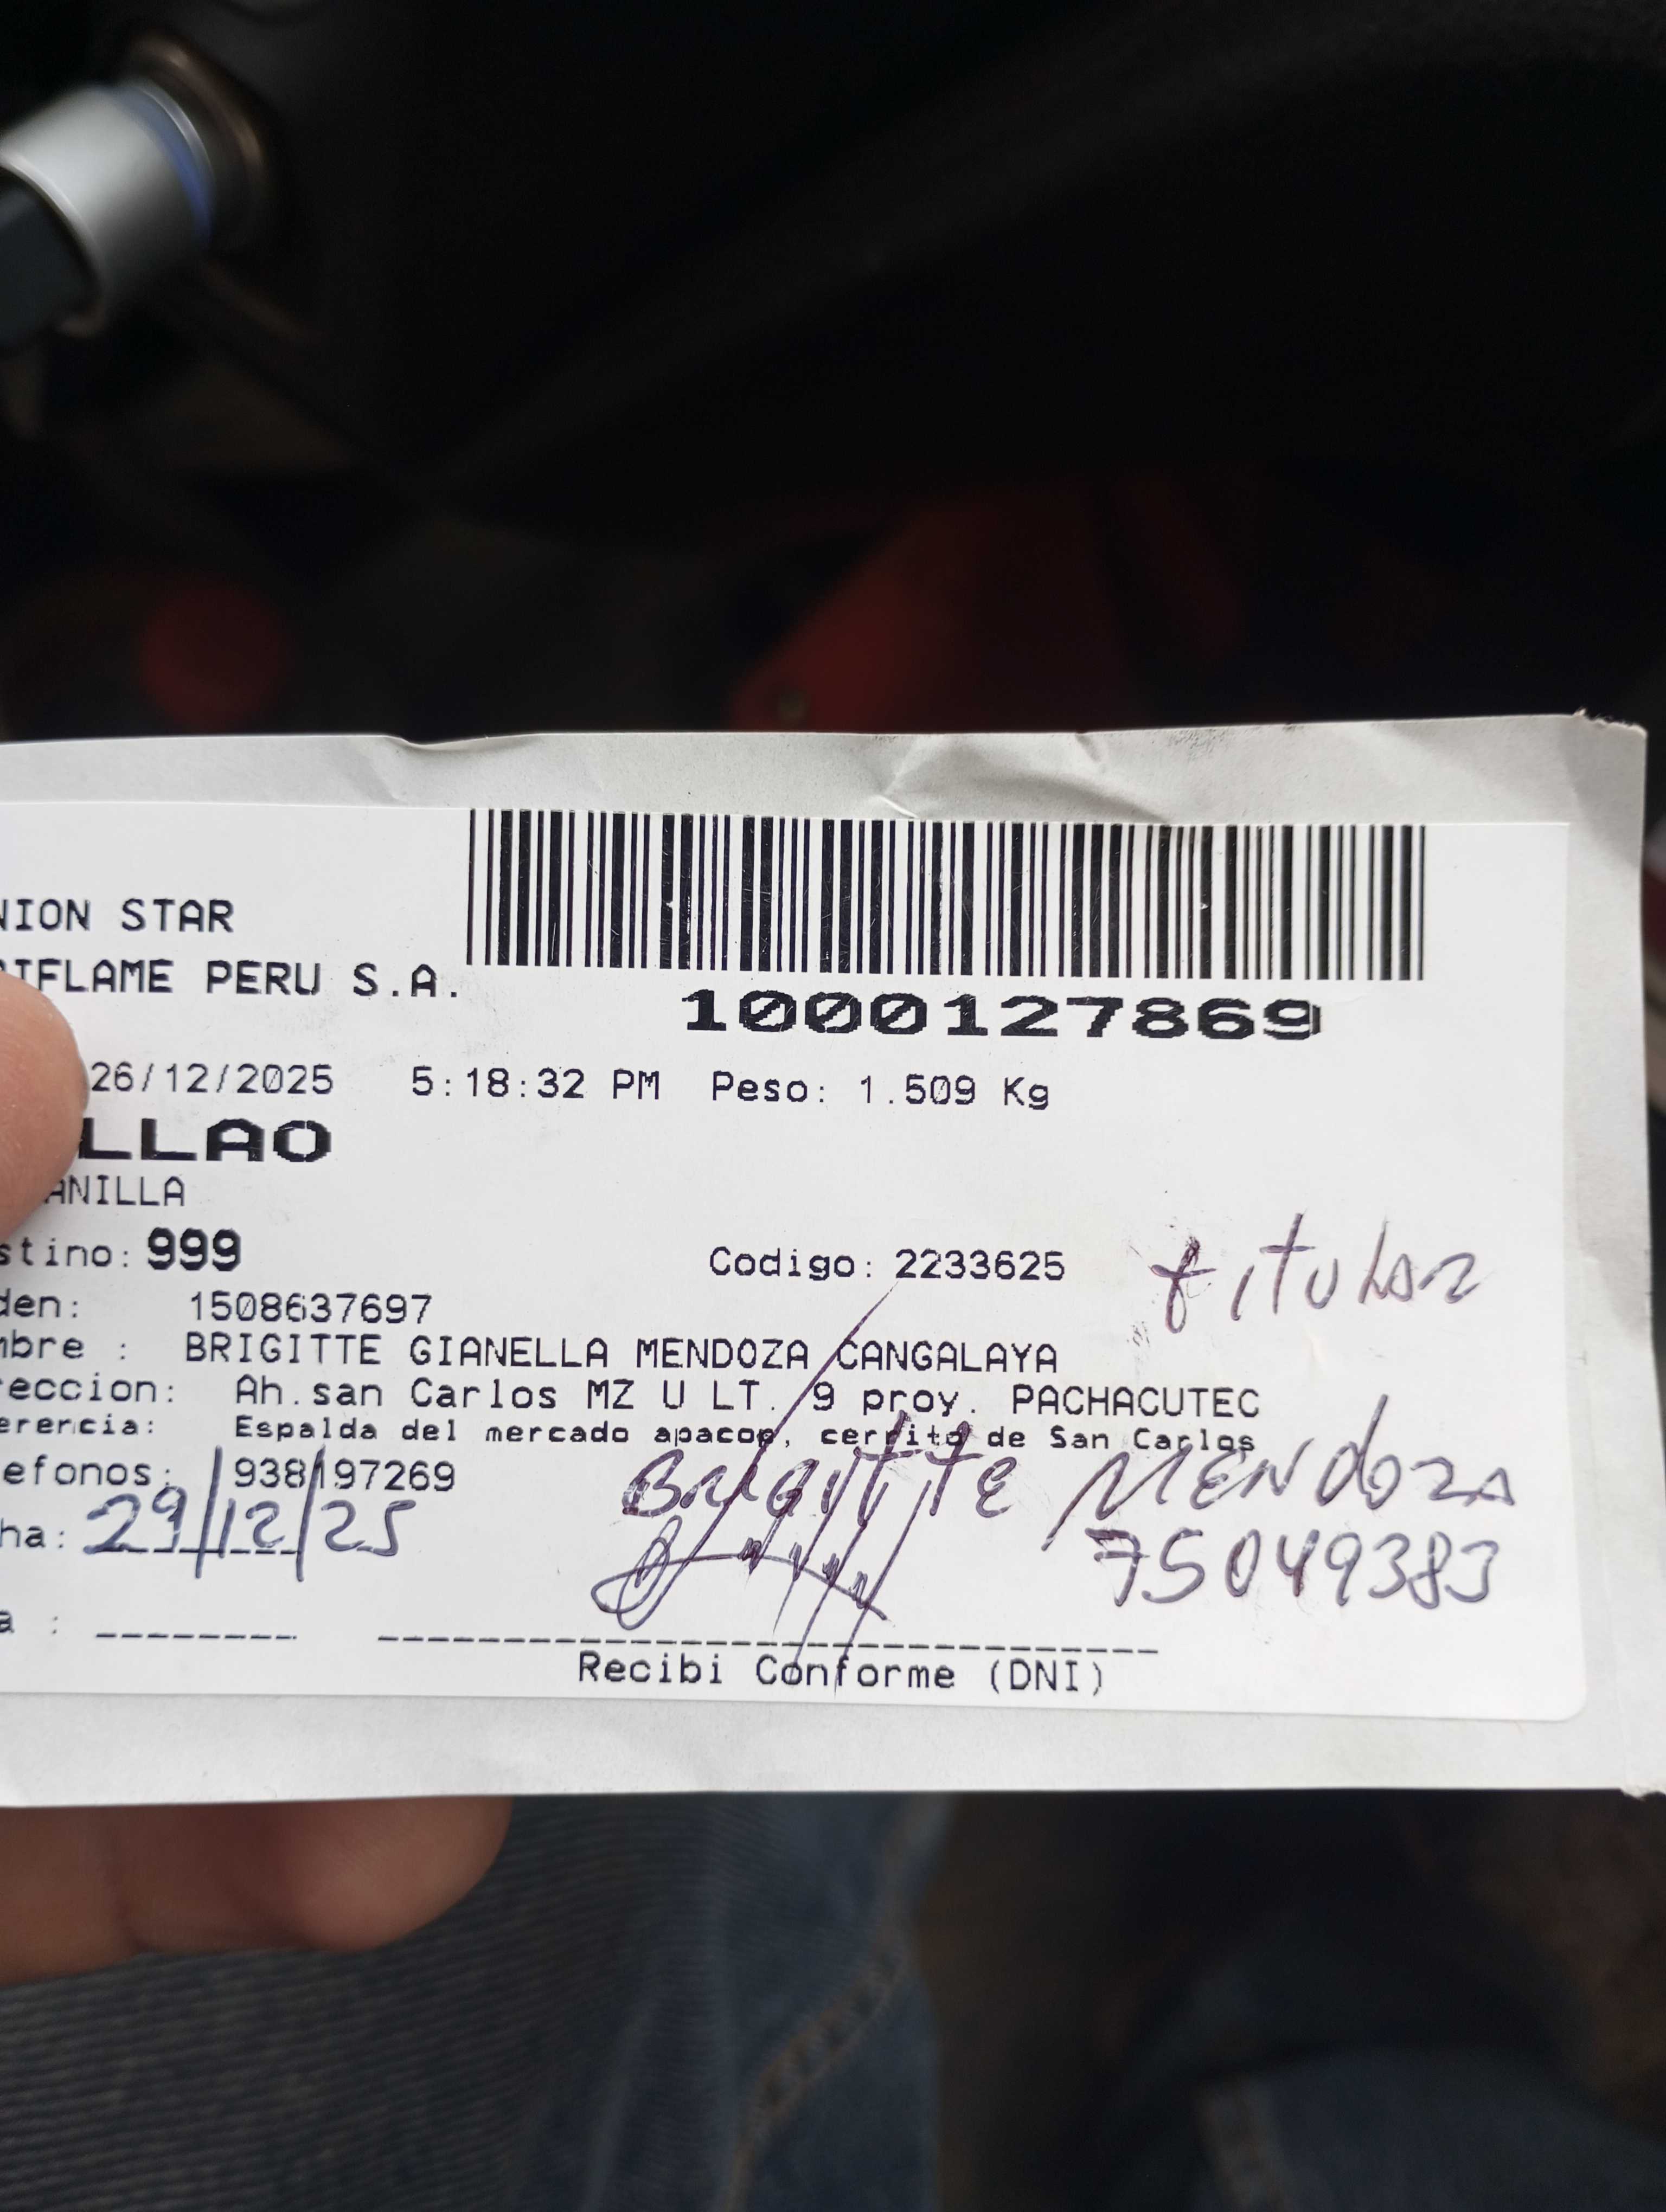 NION STAR
RIFLAME PERU S.A.
1000127869
26/12/2025 5:18:32 PM Peso: 1.509 Kg
LLAO
ANILLA
stino: 999
Codigo: 2233625 titular
den: 1508637697
mbre : BRIGITTE GIANELLA MENDOZA CANGALAYA
reccion: Ah.san Carlos MZ U LT. 9 proy. PACHACUTEC
erencia: Espalda del mercado apacop, cerrito de San Carlos
efonos: 938197269
Brigitte Mendoza
ha: 29/12/25
75049383
a :
Recibi Conforme (DNI)